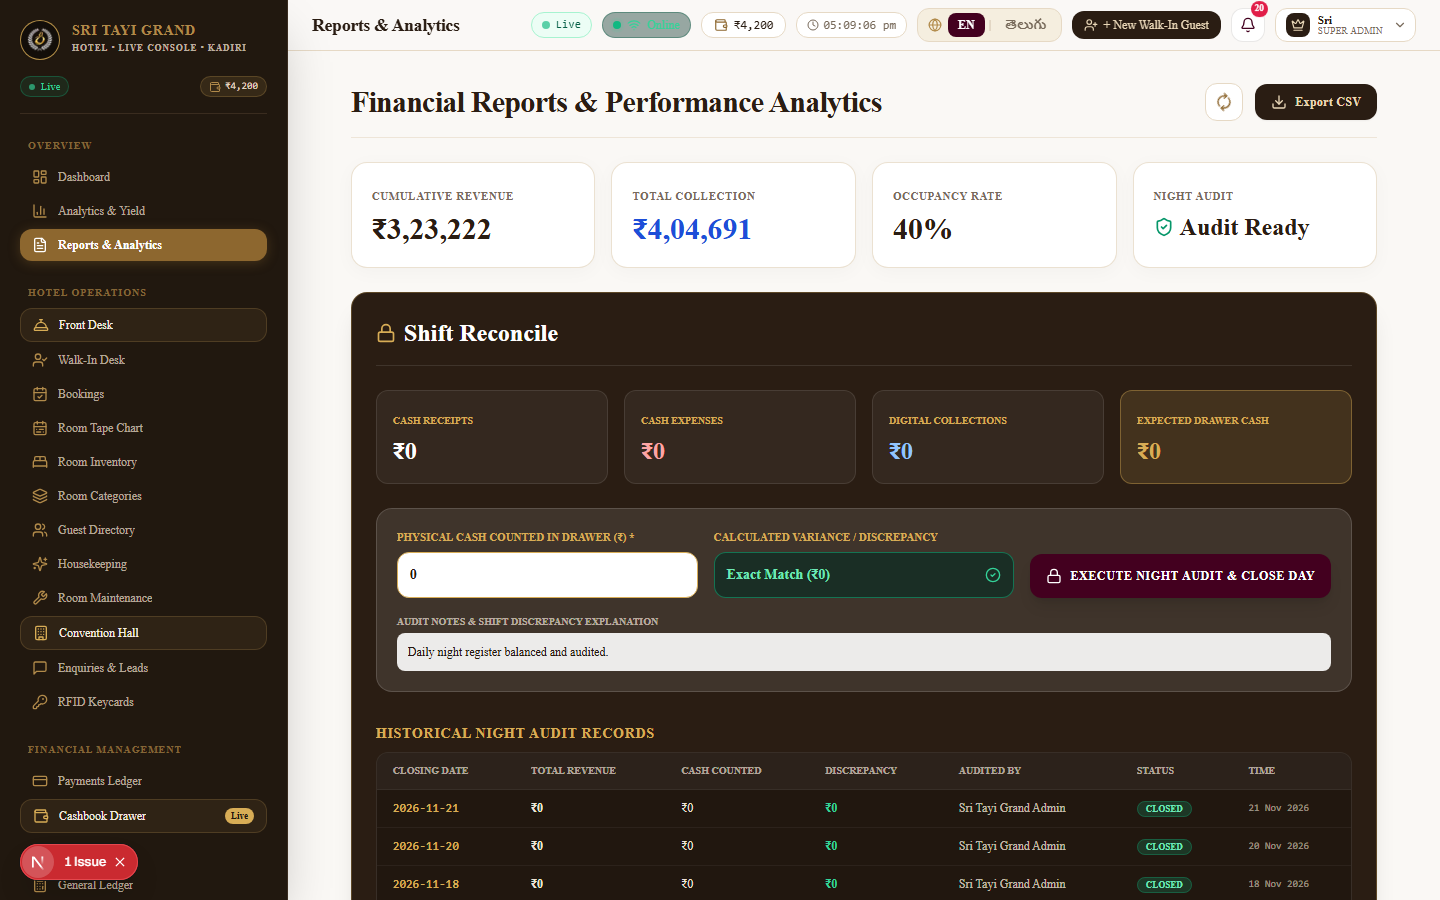 SRI TAYI GRAND
HOTEL • LIVE CONSOLE • KADIRI
Live
₹4,200
OVERVIEW
Dashboard
Analytics & Yield
Reports & Analytics
HOTEL OPERATIONS
Front Desk
Walk-In Desk
Bookings
Room Tape Chart
Room Inventory
Room Categories
Guest Directory
Housekeeping
Room Maintenance
Convention Hall
Enquiries & Leads
RFID Keycards
FINANCIAL MANAGEMENT
Payments Ledger
Cashbook Drawer Live
N 1 Issue
General Ledger
Reports & Analytics
Live
Online
₹4,200
05:09:06 pm
EN | తెలుగు
+ New Walk-In Guest
20
Sri
SUPER ADMIN
Financial Reports & Performance Analytics
Export CSV
CUMULATIVE REVENUE
₹3,23,222
TOTAL COLLECTION
₹4,04,691
OCCUPANCY RATE
40%
NIGHT AUDIT
Audit Ready
Shift Reconcile
CASH RECEIPTS
₹0
CASH EXPENSES
₹0
DIGITAL COLLECTIONS
₹0
EXPECTED DRAWER CASH
₹0
PHYSICAL CASH COUNTED IN DRAWER (₹) *
0
CALCULATED VARIANCE / DISCREPANCY
Exact Match (₹0)
EXECUTE NIGHT AUDIT & CLOSE DAY
AUDIT NOTES & SHIFT DISCREPANCY EXPLANATION
Daily night register balanced and audited.
HISTORICAL NIGHT AUDIT RECORDS
CLOSING DATE TOTAL REVENUE CASH COUNTED DISCREPANCY AUDITED BY STATUS TIME
2026-11-21 ₹0 ₹0 ₹0 Sri Tayi Grand Admin CLOSED 21 Nov 2026
2026-11-20 ₹0 ₹0 ₹0 Sri Tayi Grand Admin CLOSED 20 Nov 2026
2026-11-18 ₹0 ₹0 ₹0 Sri Tayi Grand Admin CLOSED 18 Nov 2026